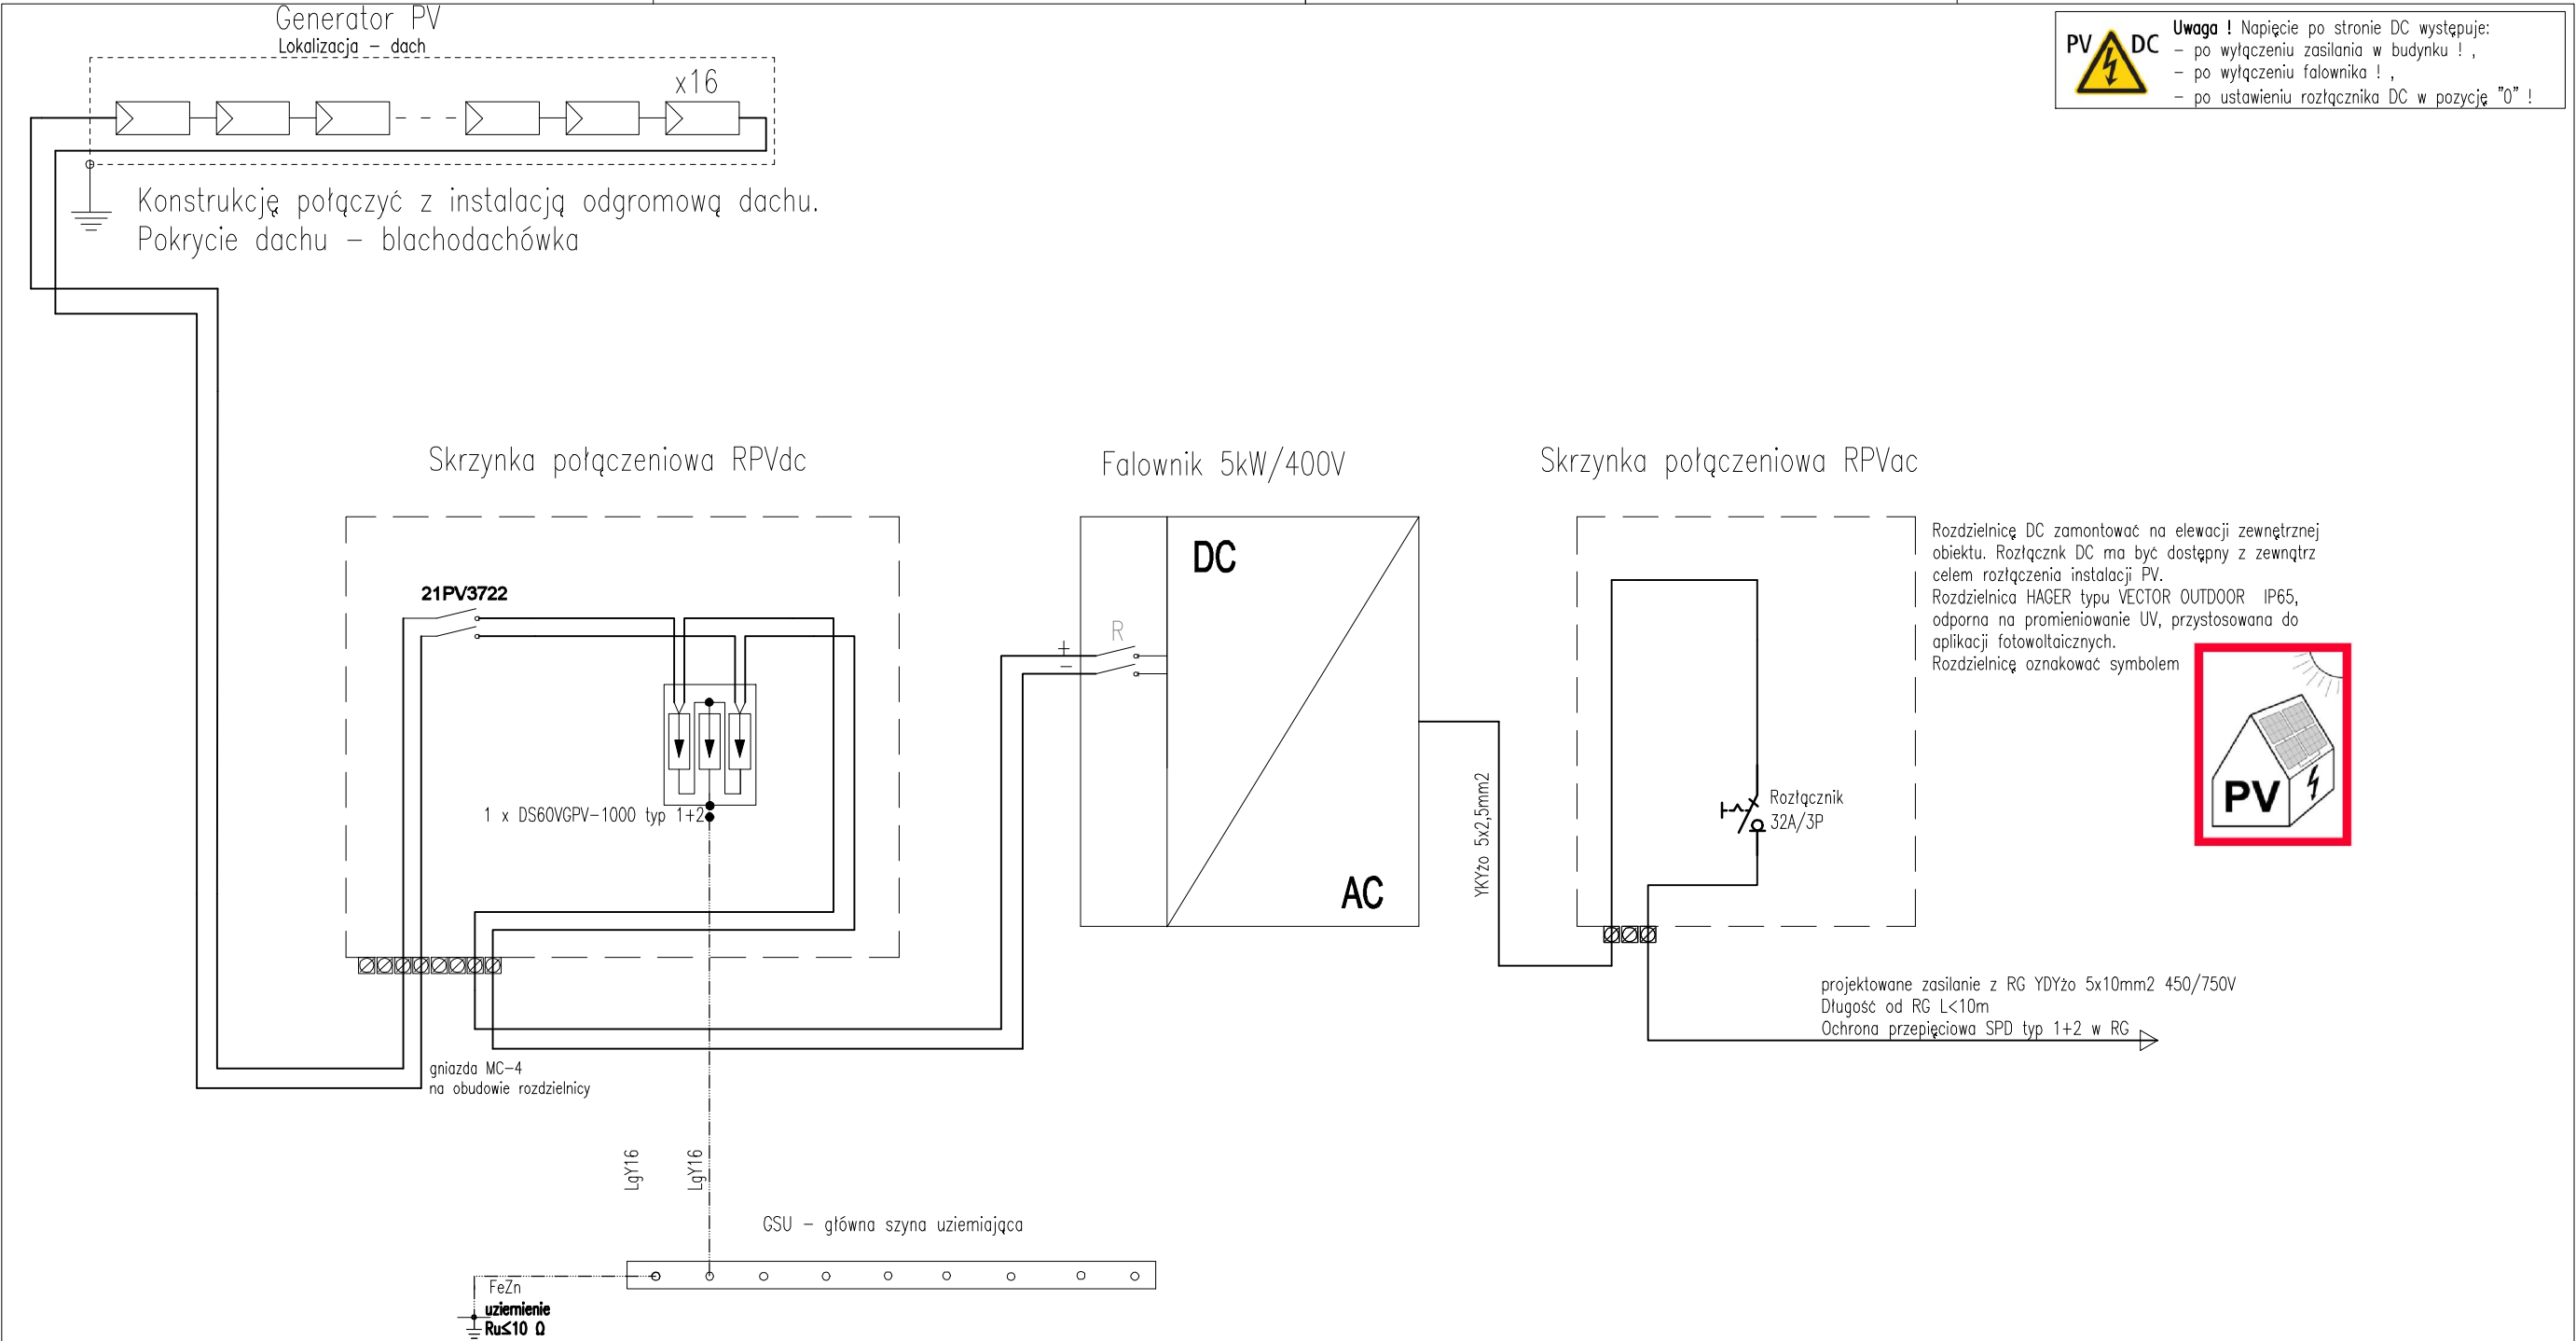 Generator PV
Lokalizacja - dach
x16
Konstrukcję połączyć z instalacją odgromową dachu.
Pokrycie dachu - blachodachówka
PV DC
Uwaga ! Napięcie po stronie DC występuje:
- po wyłączeniu zasilania w budynku ! ,
- po wyłączeniu falownika ! ,
- po ustawieniu rozłącznika DC w pozycję "0" !
Skrzynka połączeniowa RPVdc
21PV3722
1 x DS60VGPV-1000 typ 1+2
gniazda MC-4
na obudowie rozdzielnicy
Falownik 5kW/400V
DC
R
+
-
AC
YKYżo 5x2,5mm2
Skrzynka połączeniowa RPVac
Rozłącznik
32A/3P
Rozdzielnicę DC zamontować na elewacji zewnętrznej
obiektu. Rozłącznk DC ma być dostępny z zewnątrz
celem rozłączenia instalacji PV.
Rozdzielnica HAGER typu VECTOR OUTDOOR IP65,
odporna na promieniowanie UV, przystosowana do
aplikacji fotowoltaicznych.
Rozdzielnicę oznakować symbolem
PV
projektowane zasilanie z RG YDYżo 5x10mm2 450/750V
Długość od RG L<10m
Ochrona przepięciowa SPD typ 1+2 w RG
LgY16
LgY16
GSU - główna szyna uziemiająca
FeZn
uziemienie
Ru≤10 Ω